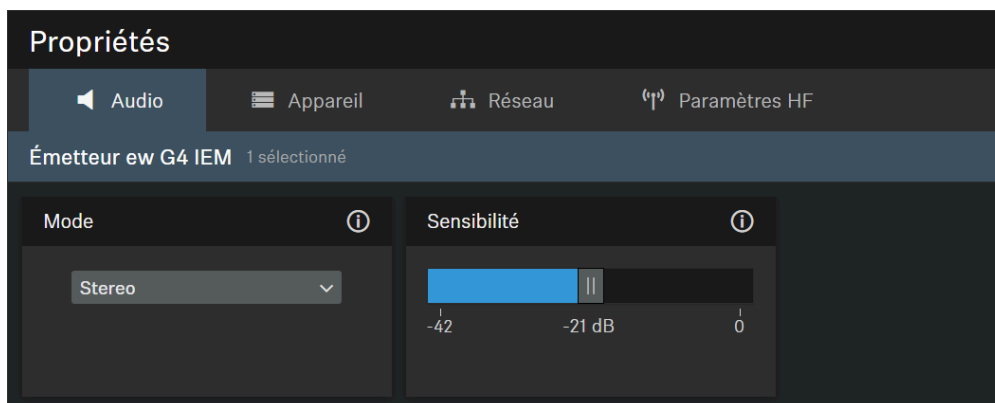 Propriétés
Audio Appareil Réseau Paramètres HF
Émetteur ew G4 IEM 1 sélectionné
Mode
Stereo
Sensibilité
-42 -21 dB 0